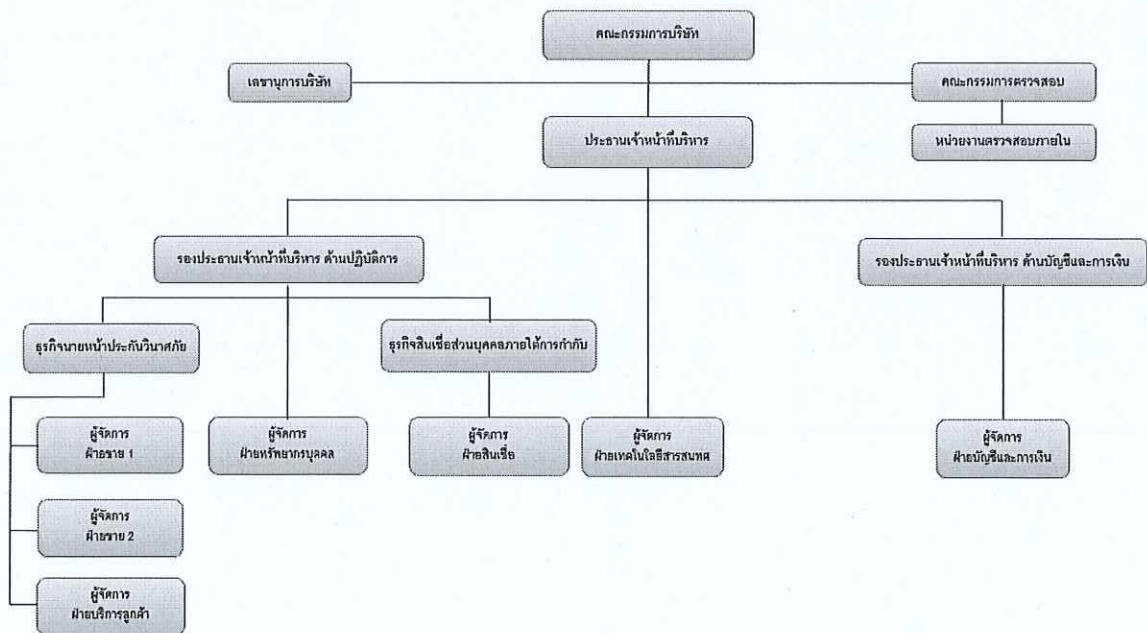 คณะกรรมการบริษัท
เลขานุการบริษัท
คณะกรรมการตรวจสอบ
ประธานเจ้าหน้าที่บริหาร
หน่วยงานตรวจสอบภายใน
รองประธานเจ้าหน้าที่บริหาร ด้านปฏิบัติการ
รองประธานเจ้าหน้าที่บริหาร ด้านบัญชีและการเงิน
ธุรกิจนายหน้าประกันวินาศภัย
ธุรกิจสินเชื่อส่วนบุคคลภายใต้การกำกับ
ผู้จัดการ
ฝ่ายขาย 1
ผู้จัดการ
ฝ่ายทรัพยากรบุคคล
ผู้จัดการ
ฝ่ายสินเชื่อ
ผู้จัดการ
ฝ่ายเทคโนโลยีสารสนทศ
ผู้จัดการ
ฝ่ายบัญชีและการเงิน
ผู้จัดการ
ฝ่ายขาย 2
ผู้จัดการ
ฝ่ายบริการลูกค้า